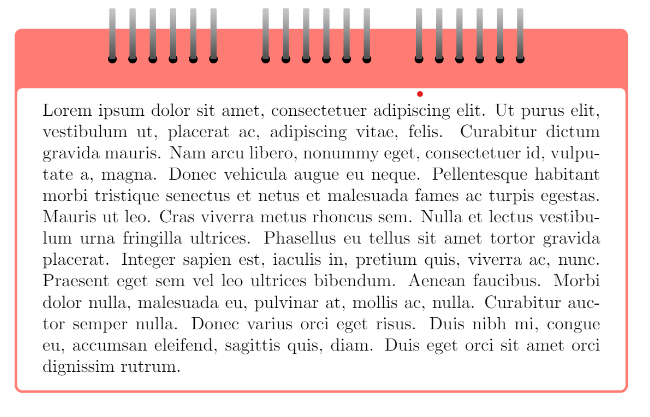 Lorem ipsum dolor sit amet, consectetuer adipiscing elit. Ut purus elit,
vestibulum ut, placerat ac, adipiscing vitae, felis. Curabitur dictum
gravida mauris. Nam arcu libero, nonummy eget, consectetuer id, vulpu-
tate a, magna. Donec vehicula augue eu neque. Pellentesque habitant
morbi tristique senectus et netus et malesuada fames ac turpis egestas.
Mauris ut leo. Cras viverra metus rhoncus sem. Nulla et lectus vestibu-
lum urna fringilla ultrices. Phasellus eu tellus sit amet tortor gravida
placerat. Integer sapien est, iaculis in, pretium quis, viverra ac, nunc.
Praesent eget sem vel leo ultrices bibendum. Aenean faucibus. Morbi
dolor nulla, malesuada eu, pulvinar at, mollis ac, nulla. Curabitur auc-
tor semper nulla. Donec varius orci eget risus. Duis nibh mi, congue
eu, accumsan eleifend, sagittis quis, diam. Duis eget orci sit amet orci
dignissim rutrum.